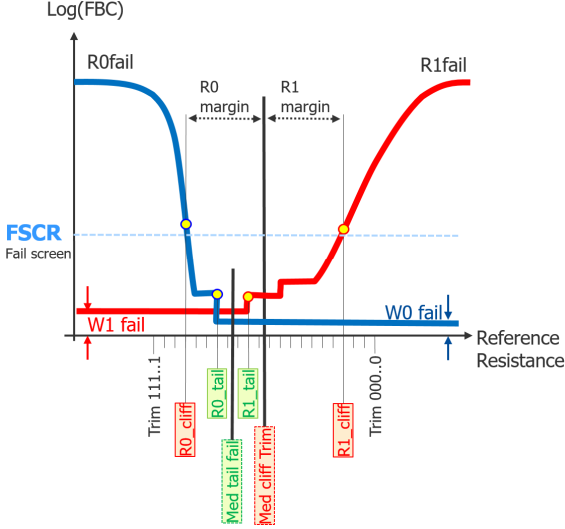 Log(FBC)
R0fail
R1fail
R0
margin
R1
margin
FSCR
Fail screen
W1 fail
W0 fail
Reference
Resistance
Trim 111..1
R0_cliff
R0_tail
R1_tail
R1_cliff
Trim 000..0
Med tail fail
Med cliff Trim